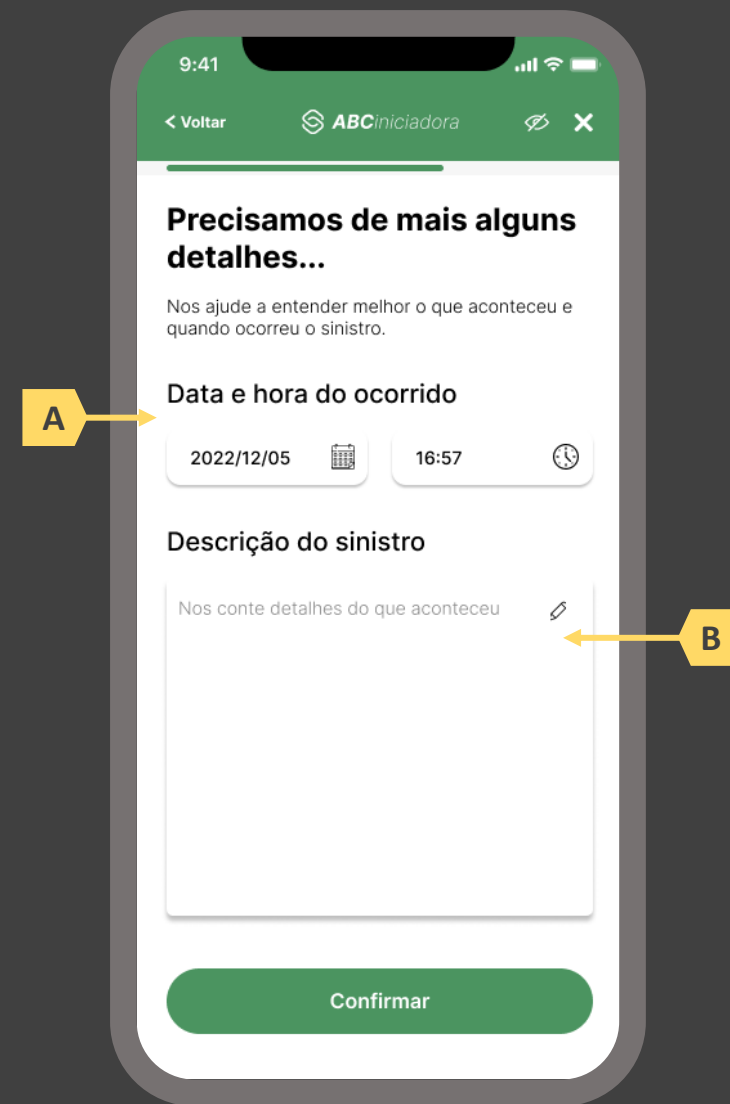 9:41
< Voltar
ABCiniciadora
Precisamos de mais alguns
detalhes...
Nos ajude a entender melhor o que aconteceu e
quando ocorreu o sinistro.
Data e hora do ocorrido
A
2022/12/05
16:57
Descrição do sinistro
Nos conte detalhes do que aconteceu
B
Confirmar